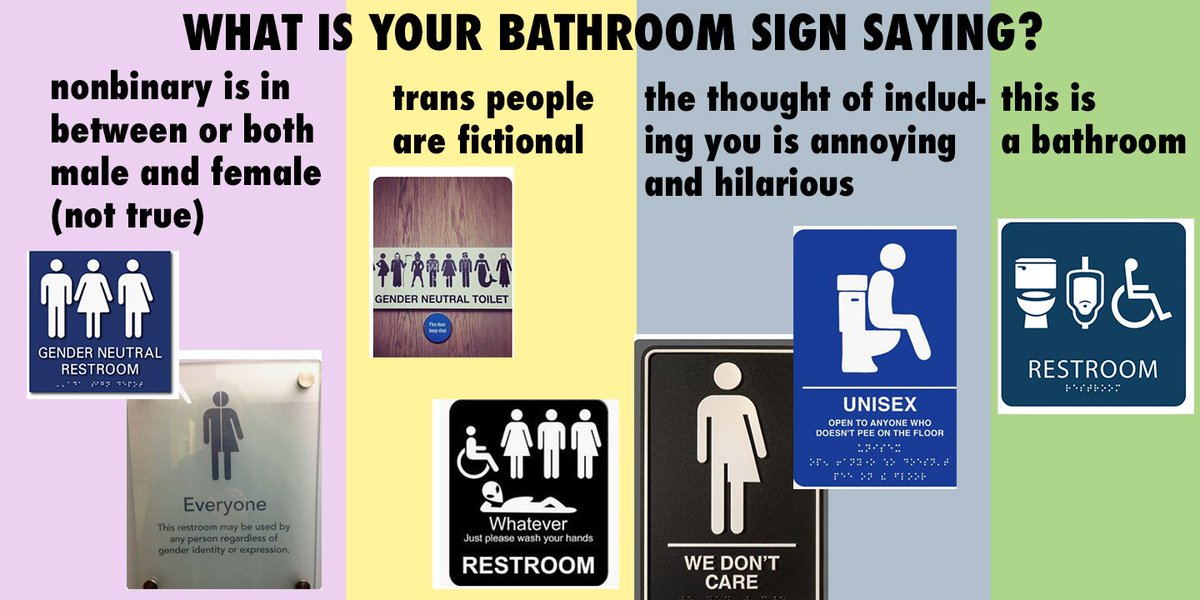 WHAT IS YOUR BATHROOM SIGN SAYING?
nonbinary is in
between or both
male and female
(not true)
GENDER NEUTRAL
RESTROOM
Everyone
This restroom may be used by
any person regardless of
gender identity or expression.
trans people
are fictional
GENDER NEUTRAL TOILET
Fire door
keep shut
Whatever
Just please wash your hands
RESTROOM
the thought of includ-
ing you is annoying
and hilarious
UNISEX
OPEN TO ANYONE WHO
DOESN'T PEE ON THE FLOOR
WE DON'T
CARE
this is
a bathroom
RESTROOM